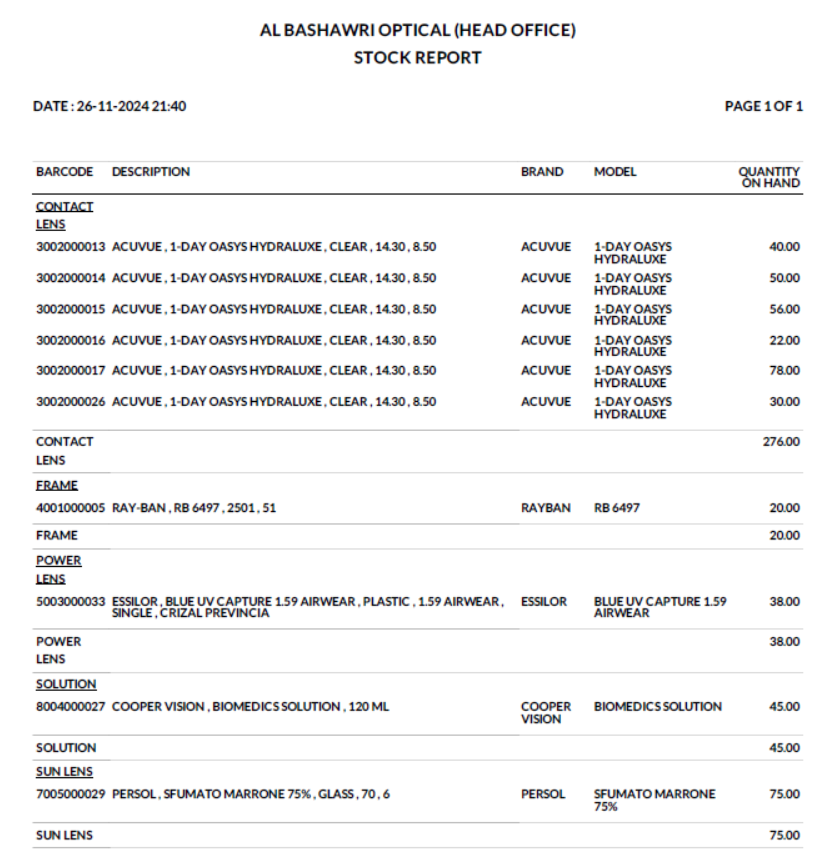 AL BASHAWRI OPTICAL (HEAD OFFICE)
STOCK REPORT
DATE : 26-11-2024 21:40 PAGE 1 OF 1
BARCODE DESCRIPTION BRAND MODEL QUANTITY
ON HAND
CONTACT
LENS
3002000013 ACUVUE , 1-DAY OASYS HYDRALUXE , CLEAR , 14.30 , 8.50 ACUVUE 1-DAY OASYS 40.00
HYDRALUXE
3002000014 ACUVUE , 1-DAY OASYS HYDRALUXE , CLEAR , 14.30 , 8.50 ACUVUE 1-DAY OASYS 50.00
HYDRALUXE
3002000015 ACUVUE , 1-DAY OASYS HYDRALUXE , CLEAR , 14.30 , 8.50 ACUVUE 1-DAY OASYS 56.00
HYDRALUXE
3002000016 ACUVUE , 1-DAY OASYS HYDRALUXE , CLEAR , 14.30 , 8.50 ACUVUE 1-DAY OASYS 22.00
HYDRALUXE
3002000017 ACUVUE , 1-DAY OASYS HYDRALUXE , CLEAR , 14.30 , 8.50 ACUVUE 1-DAY OASYS 78.00
HYDRALUXE
3002000026 ACUVUE , 1-DAY OASYS HYDRALUXE , CLEAR , 14.30 , 8.50 ACUVUE 1-DAY OASYS 30.00
HYDRALUXE
CONTACT 276.00
LENS
FRAME
4001000005 RAY-BAN , RB 6497 , 2501 , 51 RAYBAN RB 6497 20.00
FRAME 20.00
POWER
LENS
5003000033 ESSILOR , BLUE UV CAPTURE 1.59 AIRWEAR , PLASTIC , 1.59 AIRWEAR , ESSILOR BLUE UV CAPTURE 1.59 38.00
SINGLE , CRIZAL PREVINCIA AIRWEAR
POWER 38.00
LENS
SOLUTION
8004000027 COOPER VISION , BIOMEDICS SOLUTION , 120 ML COOPER BIOMEDICS SOLUTION 45.00
VISION
SOLUTION 45.00
SUN LENS
7005000029 PERSOL , SFUMATO MARRONE 75% , GLASS , 70 , 6 PERSOL SFUMATO MARRONE 75.00
75%
SUN LENS 75.00